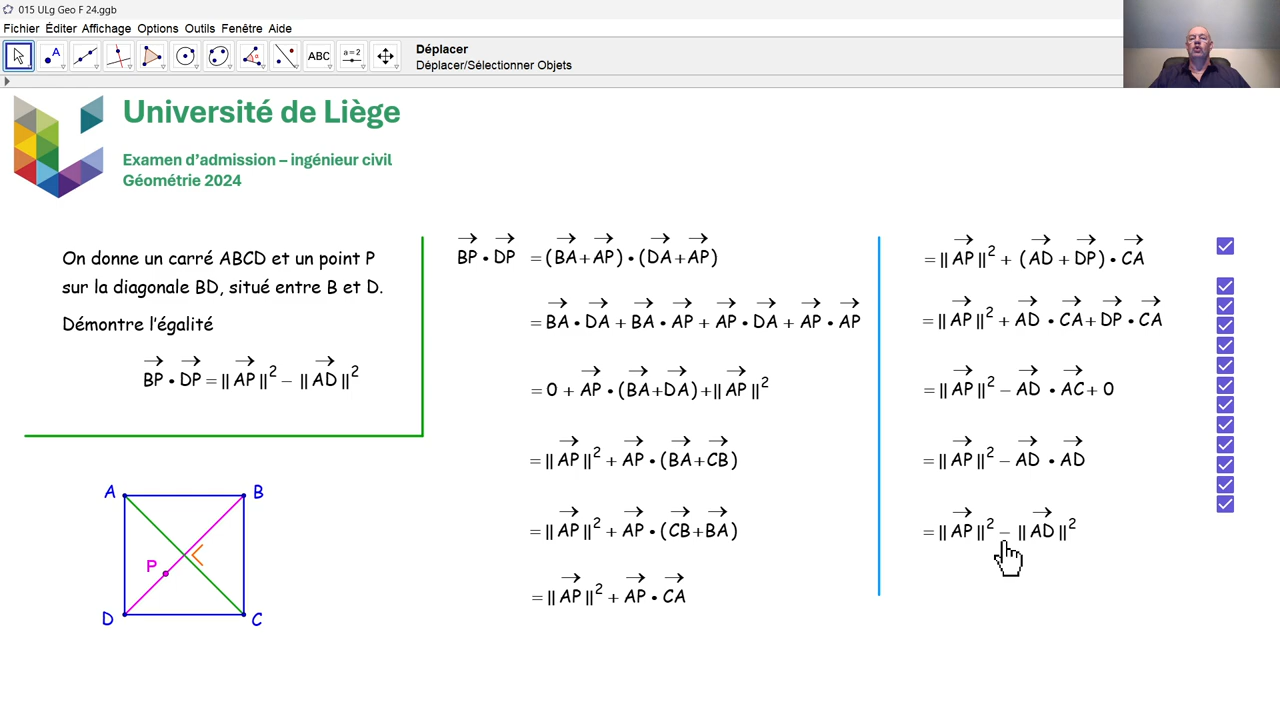 015 ULg Geo F 24.ggb
Fichier Éditer Affichage Options Outils Fenêtre Aide
A ABC a=2 Déplacer
Déplacer/Sélectionner Objets
Université de Liège
Examen d'admission – ingénieur civil
Géométrie 2024
On donne un carré ABCD et un point P
sur la diagonale BD, situé entre B et D.
Démontre l'égalité
BP • DP = || AP ||² – || AD ||²
A B
P
D C
BP • DP = (BA + AP) • (DA + AP)
= BA • DA + BA • AP + AP • DA + AP • AP
= 0 + AP • (BA + DA) + || AP ||²
= || AP ||² + AP • (BA + CB)
= || AP ||² + AP • (CB + BA)
= || AP ||² + AP • CA
= || AP ||² + (AD + DP) • CA
= || AP ||² + AD • CA + DP • CA
= || AP ||² – AD • AC + 0
= || AP ||² – AD • AD
= || AP ||² – || AD ||²